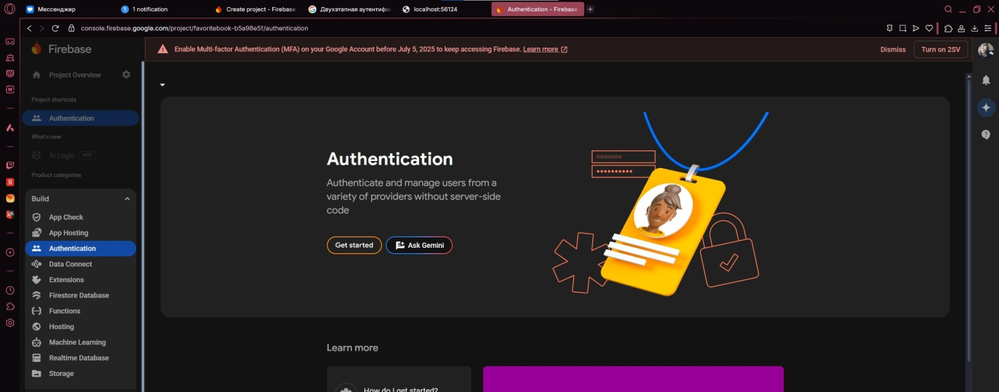 Мессенджер
1 1 notification
Create project - Firebase
Двухэтапная аутентифи
localhost:56124
Authentication - Firebase
console.firebase.google.com/project/favoritebook-b5a98e5f/authentication
Firebase
Enable Multi-factor Authentication (MFA) on your Google Account before July 5, 2025 to keep accessing Firebase. Learn more
Dismiss
Turn on 2SV
Project Overview
Project shortcuts
Authentication
What's new
AI Logic NEW
Product categories
Build
App Check
App Hosting
Authentication
Data Connect
Extensions
Firestore Database
Functions
Hosting
Machine Learning
Realtime Database
Storage
Authentication
Authenticate and manage users from a
variety of providers without server-side
code
Get started
Ask Gemini
Learn more
How do I get started?